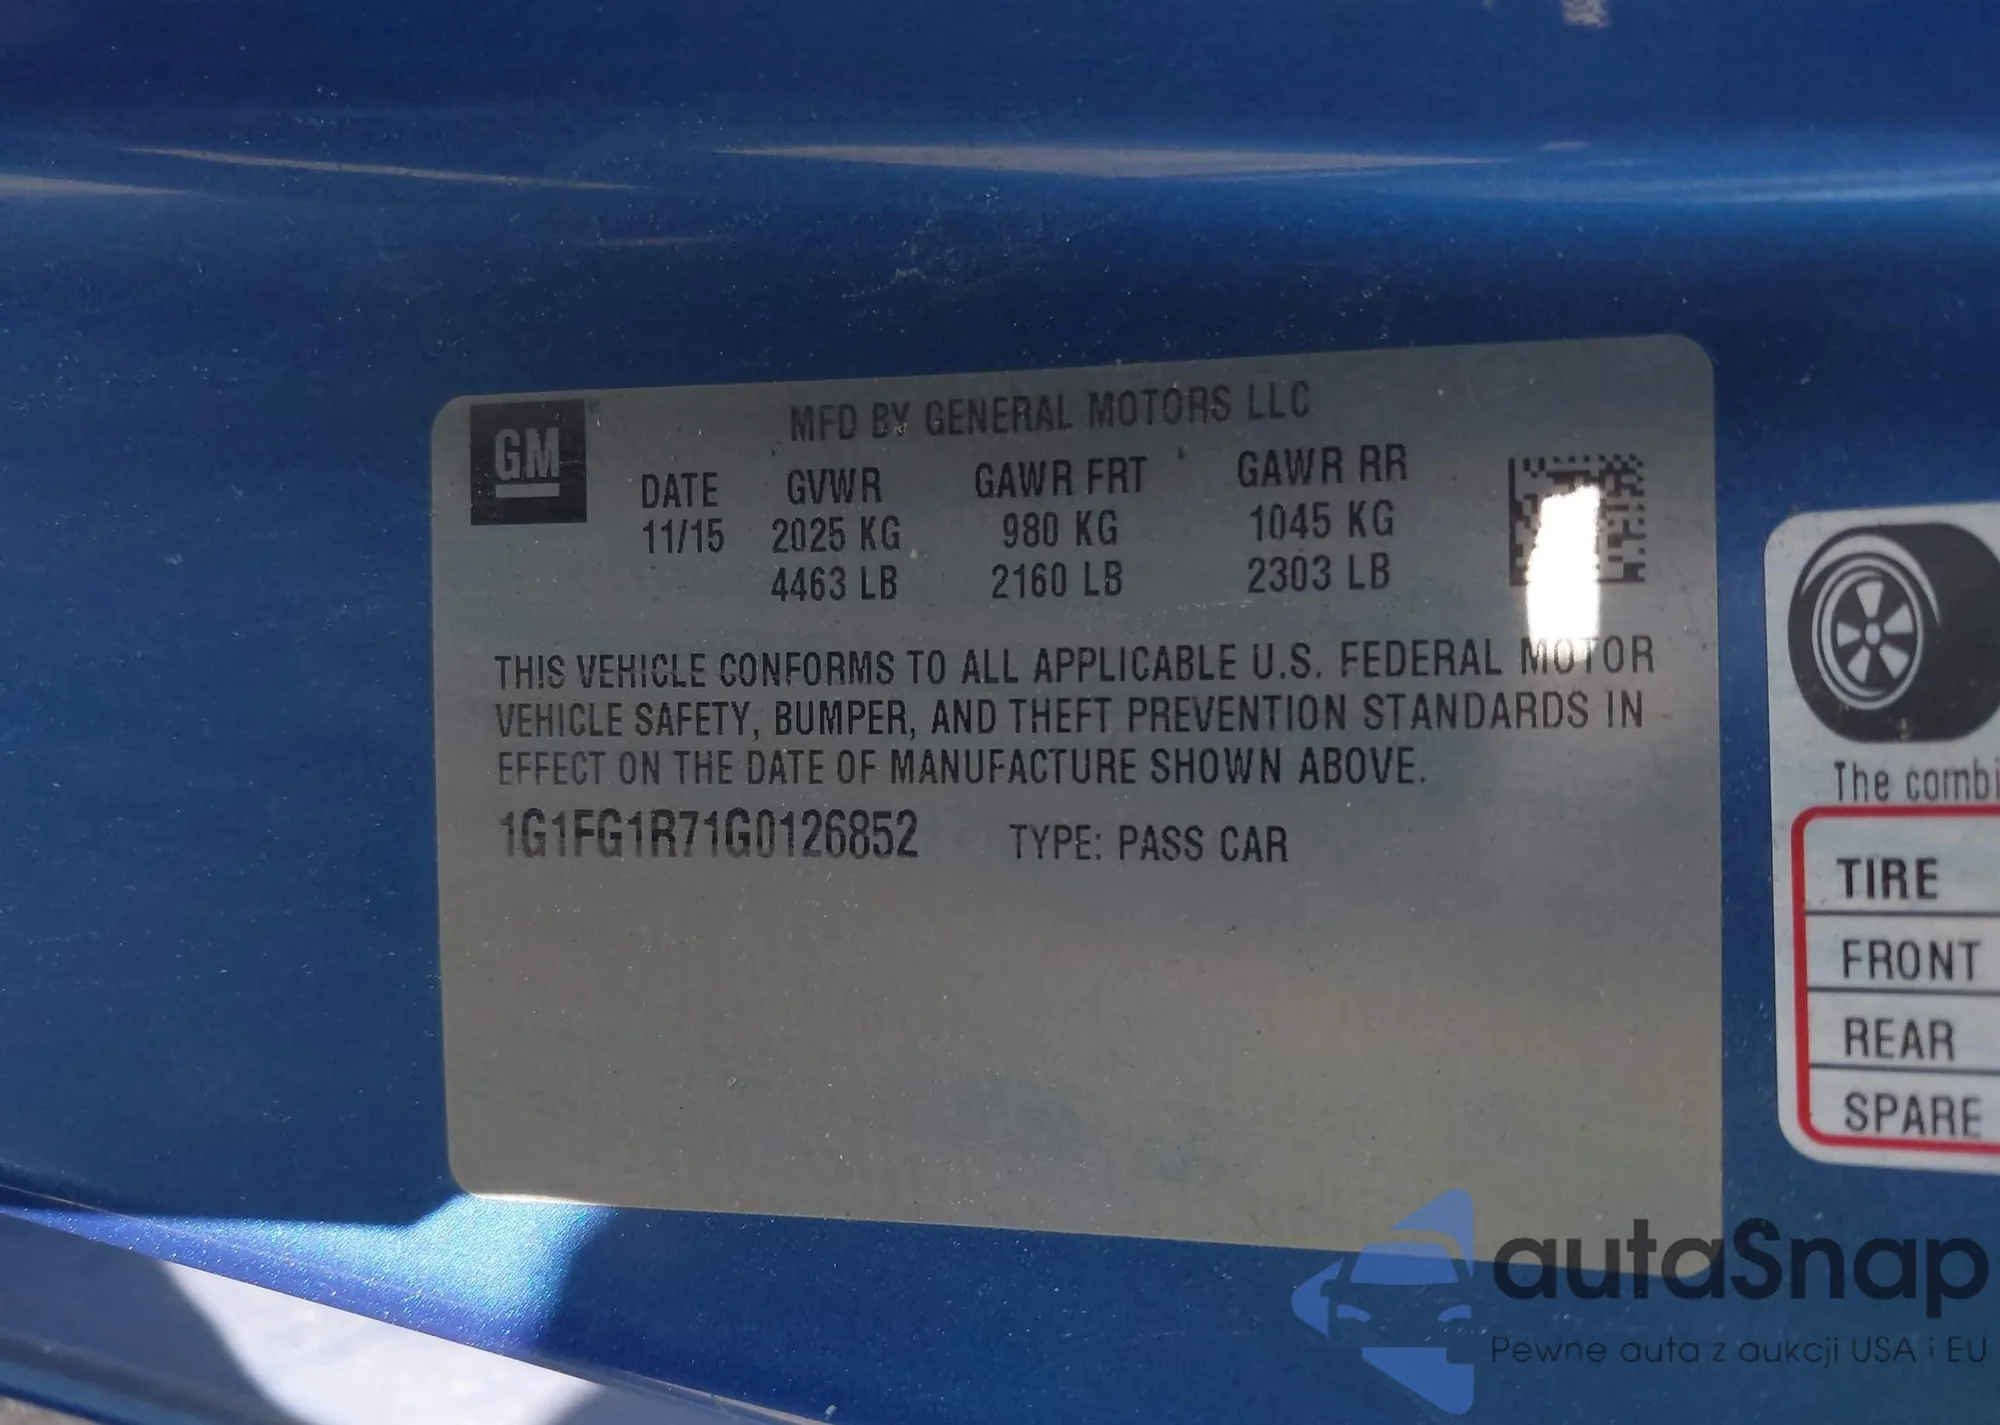 GM
MFD BY GENERAL MOTORS LLC
DATE GVWR GAWR FRT GAWR RR
11/15 2025 KG 980 KG 1045 KG
4463 LB 2160 LB 2303 LB
THIS VEHICLE CONFORMS TO ALL APPLICABLE U.S. FEDERAL MOTOR
VEHICLE SAFETY, BUMPER, AND THEFT PREVENTION STANDARDS IN
EFFECT ON THE DATE OF MANUFACTURE SHOWN ABOVE.
1G1FG1R71G0126852 TYPE: PASS CAR
The combi
TIRE
FRONT
REAR
SPARE
autaSnap
Pewne auta z aukcji USA i EU